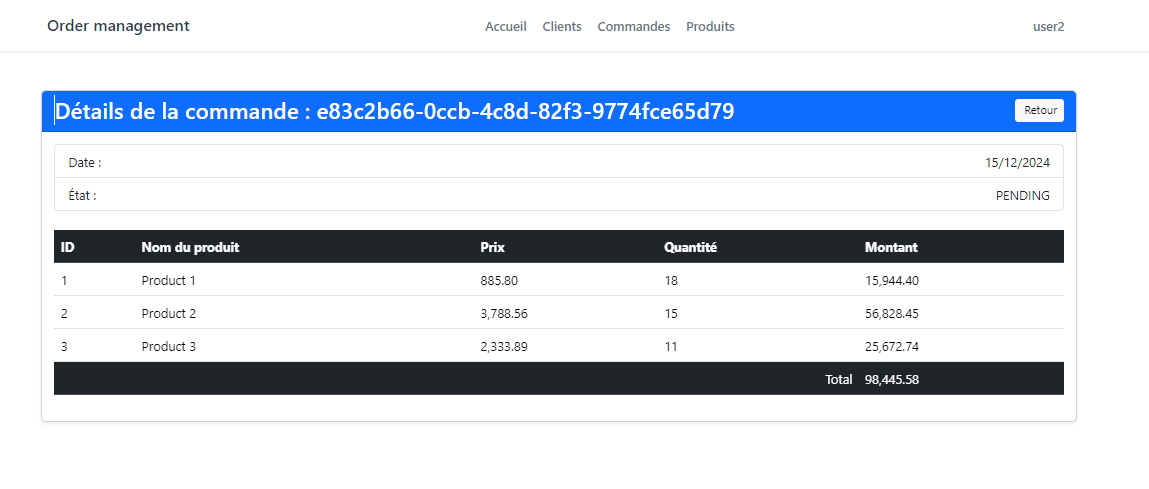 Order management Accueil Clients Commandes Produits user2
Détails de la commande : e83c2b66-0ccb-4c8d-82f3-9774fce65d79 Retour
Date : 15/12/2024
État : PENDING
ID Nom du produit Prix Quantité Montant
1 Product 1 885.80 18 15,944.40
2 Product 2 3,788.56 15 56,828.45
3 Product 3 2,333.89 11 25,672.74
Total 98,445.58